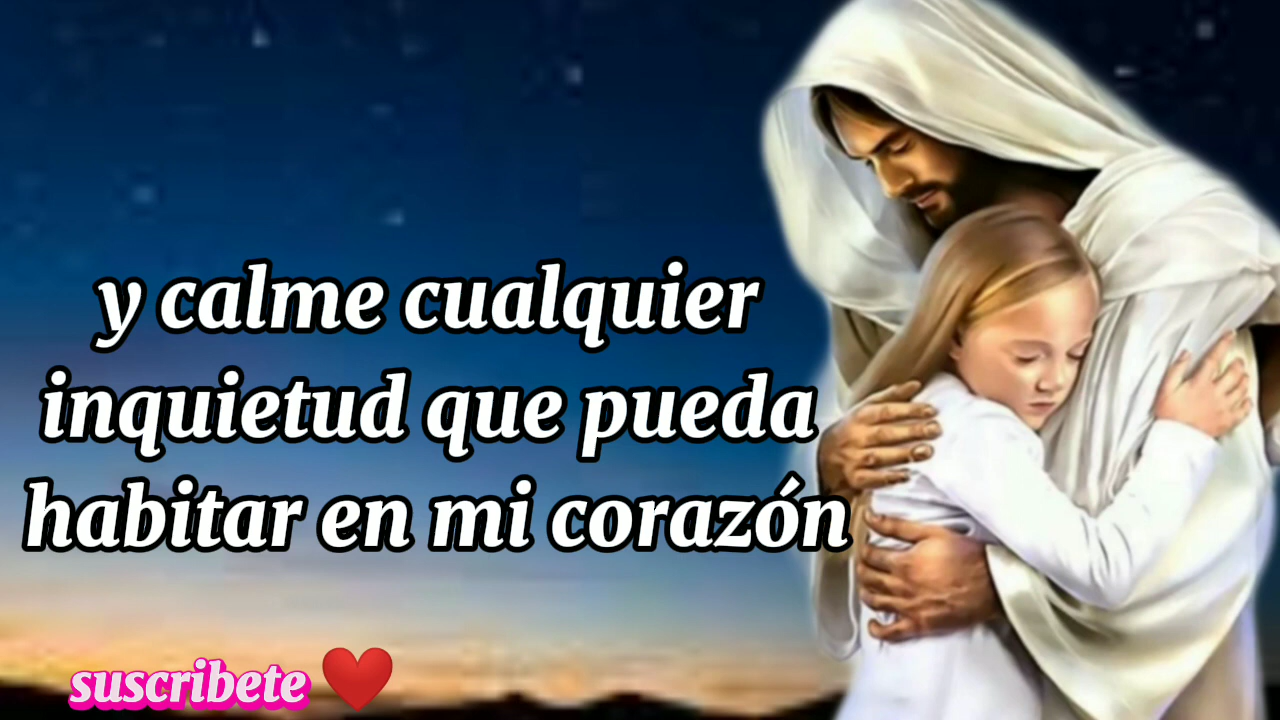 y calme cualquier
inquietud que pueda
habitar en mi corazón
suscribete